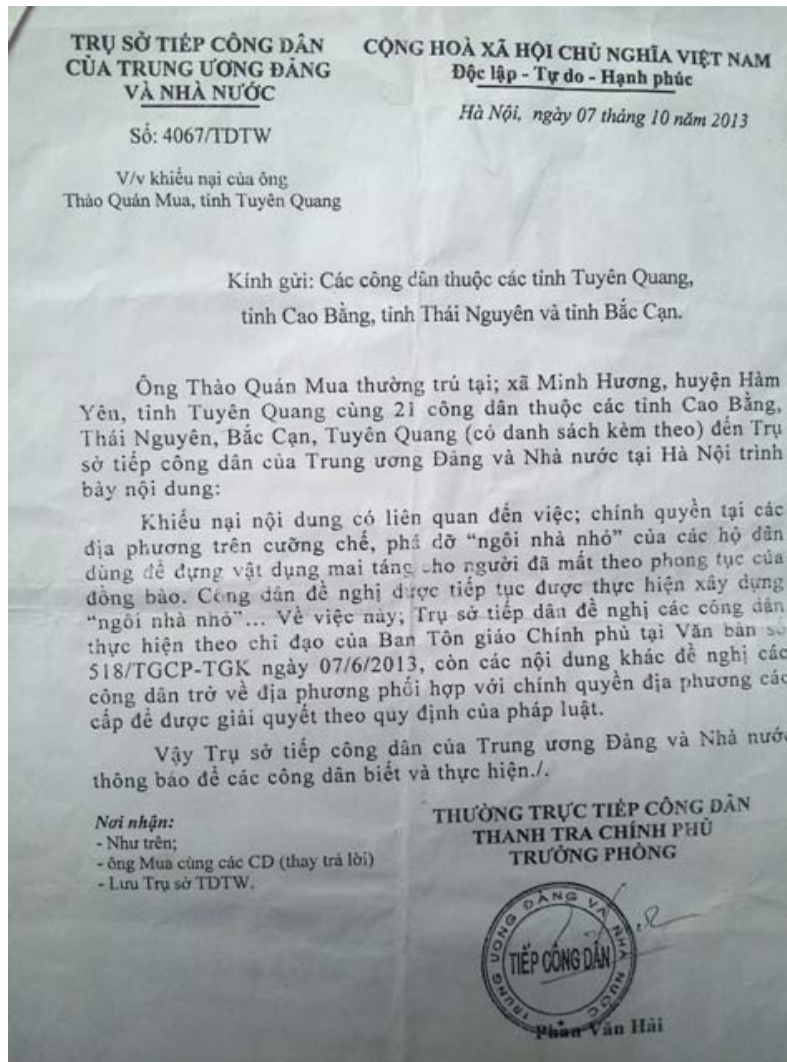 TRỤ SỞ TIẾP CÔNG DÂN
CỦA TRUNG ƯƠNG ĐẢNG
VÀ NHÀ NƯỚC
Số: 4067/TDTW
V/v khiếu nại của ông
Thào Quán Mua, tỉnh Tuyên Quang
CỘNG HOÀ XÃ HỘI CHỦ NGHĨA VIỆT NAM
Độc lập - Tự do - Hạnh phúc
Hà Nội, ngày 07 tháng 10 năm 2013
Kính gửi: Các công dân thuộc các tỉnh Tuyên Quang,
tỉnh Cao Bằng, tỉnh Thái Nguyên và tỉnh Bắc Cạn.
Ông Thào Quán Mua thường trú tại; xã Minh Hương, huyện Hàm
Yên, tỉnh Tuyên Quang cùng 21 công dân thuộc các tỉnh Cao Bằng,
Thái Nguyên, Bắc Cạn, Tuyên Quang (có danh sách kèm theo) đến Trụ
sở tiếp công dân của Trung ương Đảng và Nhà nước tại Hà Nội trình
bày nội dung:
Khiếu nại nội dung có liên quan đến việc; chính quyền tại các
địa phương trên cưỡng chế, phá dỡ “ngôi nhà nhỏ” của các hộ dân
dùng để đựng vật dụng mai táng cho người đã mất theo phong tục của
đồng bào. Công dân đề nghị được tiếp tục được thực hiện xây dựng
“ngôi nhà nhỏ”... Về việc này; Trụ sở tiếp dân đề nghị các công dân
thực hiện theo chỉ đạo của Ban Tôn giáo Chính phủ tại Văn bản số
518/TGCP-TGK ngày 07/6/2013, còn các nội dung khác đề nghị các
công dân trở về địa phương phối hợp với chính quyền địa phương các
cấp để được giải quyết theo quy định của pháp luật.
Vậy Trụ sở tiếp công dân của Trung ương Đảng và Nhà nước
thông báo để các công dân biết và thực hiện./.
Nơi nhận:
- Như trên;
- ông Mua cùng các CD (thay trả lời)
- Lưu Trụ sở TDTW.
THƯỜNG TRỰC TIẾP CÔNG DÂN
THANH TRA CHÍNH PHỦ
TRƯỞNG PHÒNG
TRUNG ƯƠNG ĐẢNG VÀ NHÀ NƯỚC
TIẾP CÔNG DÂN
Phan Văn Hải